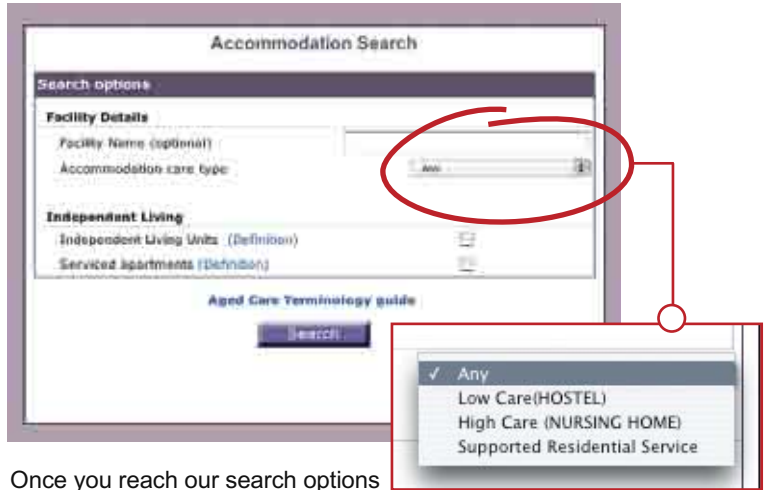 Accommodation Search
Search options
Facility Details
Facility Name (optional)
Accommodation care type
Any
Independent Living
Independent Living Units (Definition)
Serviced apartments (Definition)
Aged Care Terminology guide
Search
✓ Any
Low Care(HOSTEL)
High Care (NURSING HOME)
Supported Residential Service
Once you reach our search options